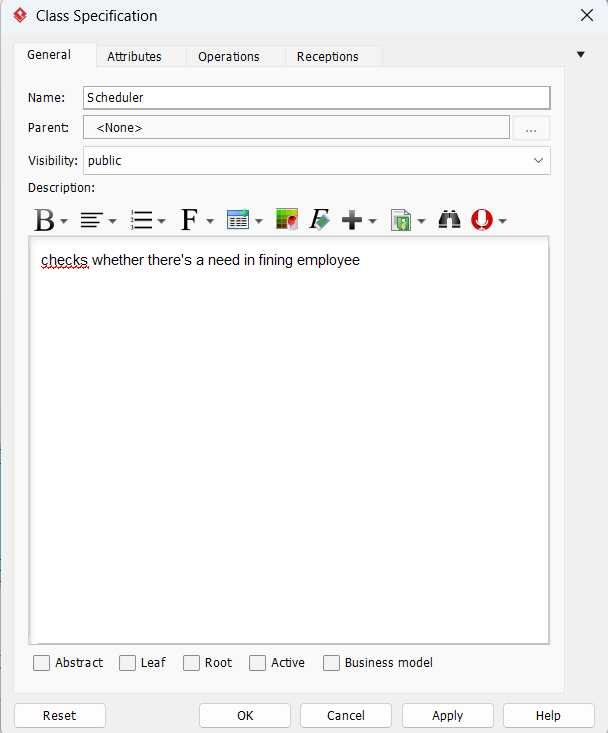 Class Specification
General
Attributes
Operations
Receptions
Name:
Scheduler
Parent:
<None>
...
Visibility:
public
Description:
B
F
F
checks whether there's a need in fining employee
Abstract
Leaf
Root
Active
Business model
Reset
OK
Cancel
Apply
Help